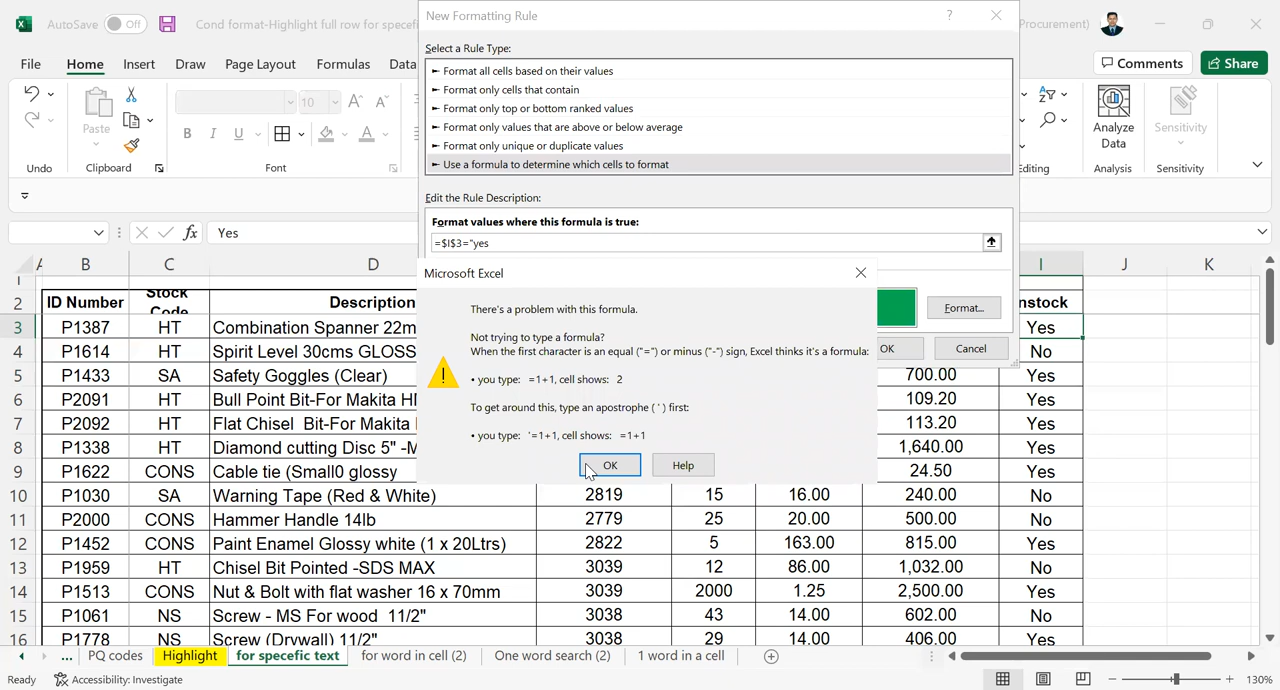 AutoSave Off Cond format-Highlight full row for
New Formatting Rule ? Procurement)
File Home Insert Draw Page Layout Formulas Data
Comments Share
Undo
Paste
Clipboard
10
B I U A
Font
Editing
Analyze
Data
Analysis
Sensitivity
Sensitivity
Select a Rule Type:
► Format all cells based on their values
► Format only cells that contain
► Format only top or bottom ranked values
► Format only values that are above or below average
► Format only unique or duplicate values
► Use a formula to determine which cells to format
Edit the Rule Description:
Format values where this formula is true:
=$I$3="yes
Format...
OK Cancel
fx Yes
Microsoft Excel
There's a problem with this formula.
Not trying to type a formula?
When the first character is an equal ("=") or minus ("-") sign, Excel thinks it's a formula:
• you type: =1+1, cell shows: 2
To get around this, type an apostrophe ( ' ) first:
• you type: '=1+1, cell shows: =1+1
OK Help
A B C D I J K
1
2 ID Number Stock Code Description Instock
3 P1387 HT Combination Spanner 22m Yes
4 P1614 HT Spirit Level 30cms GLOSS No
5 P1433 SA Safety Goggles (Clear) 700.00 Yes
6 P2091 HT Bull Point Bit-For Makita 109.20 Yes
7 P2092 HT Flat Chisel Bit-For Makita 113.20 Yes
8 P1338 HT Diamond cutting Disc 5" -M 1,640.00 Yes
9 P1622 CONS Cable tie (Small0 glossy 24.50 Yes
10 P1030 SA Warning Tape (Red & White) 2819 15 16.00 240.00 No
11 P2000 CONS Hammer Handle 14lb 2779 25 20.00 500.00 No
12 P1452 CONS Paint Enamel Glossy white (1 x 20Ltrs) 2822 5 163.00 815.00 Yes
13 P1959 HT Chisel Bit Pointed -SDS MAX 3039 12 86.00 1,032.00 No
14 P1513 CONS Nut & Bolt with flat washer 16 x 70mm 3039 2000 1.25 2,500.00 Yes
15 P1061 NS Screw - MS For wood 11/2" 3038 43 14.00 602.00 No
16 P1778 NS Screw (Drywall) 11/2" 3038 29 14.00 406.00 Yes
... PQ codes Highlight for specefic text for word in cell (2) One word search (2) 1 word in a cell
Ready Accessibility: Investigate 130%